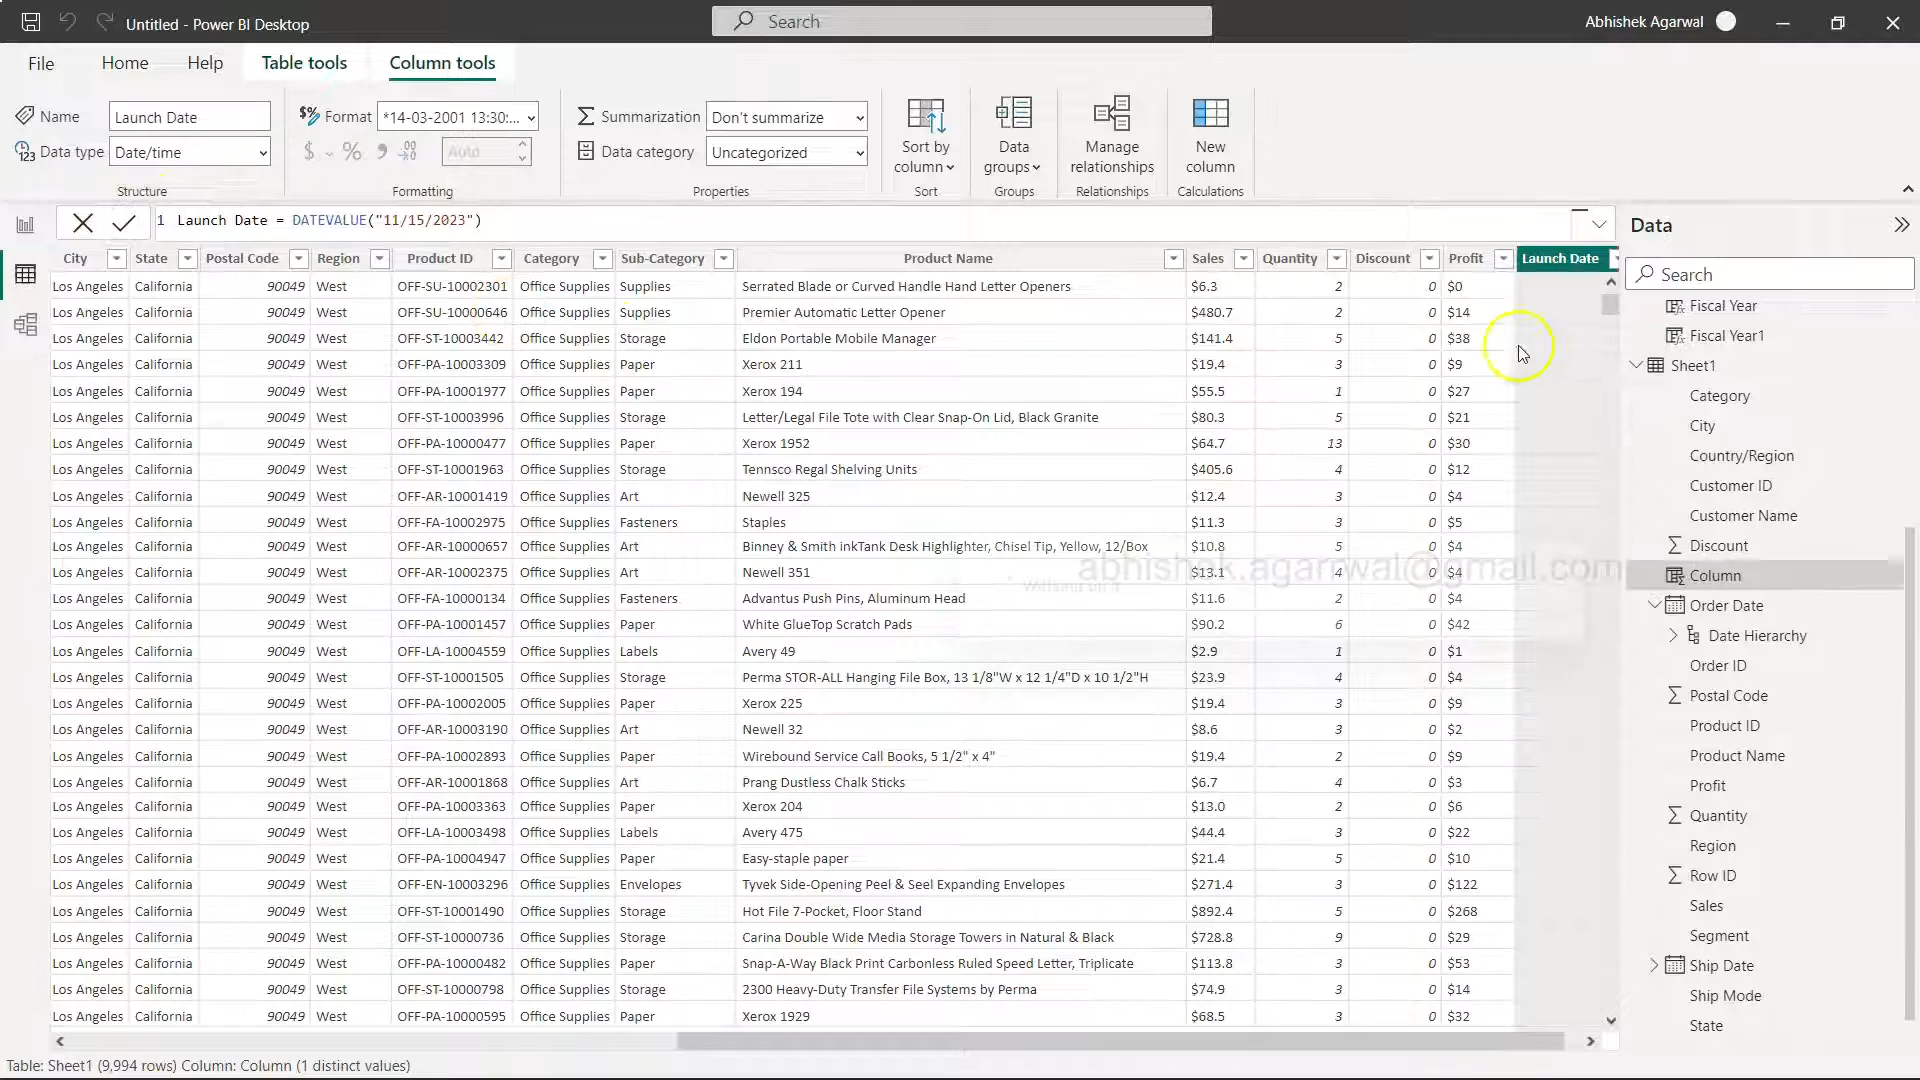 Untitled - Power BI Desktop
Search
Abhishek Agarwal
File Home Help Table tools Column tools
Name Launch Date
Data type Date/time
Structure
Format *14-03-2001 13:30:...
$ % Auto
Formatting
Summarization Don't summarize
Data category Uncategorized
Properties
Sort by column
Sort
Data groups
Groups
Manage relationships
Relationships
New column
Calculations
1 Launch Date = DATEVALUE("11/15/2023")
City State Postal Code Region Product ID Category Sub-Category Product Name Sales Quantity Discount Profit Launch Date
Los Angeles California 90049 West OFF-SU-10002301 Office Supplies Supplies Serrated Blade or Curved Handle Hand Letter Openers $6.3 2 0 $0
Los Angeles California 90049 West OFF-SU-10000646 Office Supplies Supplies Premier Automatic Letter Opener $480.7 2 0 $14
Los Angeles California 90049 West OFF-ST-10003442 Office Supplies Storage Eldon Portable Mobile Manager $141.4 5 0 $38
Los Angeles California 90049 West OFF-PA-10003309 Office Supplies Paper Xerox 211 $19.4 3 0 $9
Los Angeles California 90049 West OFF-PA-10001977 Office Supplies Paper Xerox 194 $55.5 1 0 $27
Los Angeles California 90049 West OFF-ST-10003996 Office Supplies Storage Letter/Legal File Tote with Clear Snap-On Lid, Black Granite $80.3 5 0 $21
Los Angeles California 90049 West OFF-PA-10000477 Office Supplies Paper Xerox 1952 $64.7 13 0 $30
Los Angeles California 90049 West OFF-ST-10001963 Office Supplies Storage Tennsco Regal Shelving Units $405.6 4 0 $12
Los Angeles California 90049 West OFF-AR-10001419 Office Supplies Art Newell 325 $12.4 3 0 $4
Los Angeles California 90049 West OFF-FA-10002975 Office Supplies Fasteners Staples $11.3 3 0 $5
Los Angeles California 90049 West OFF-AR-10000657 Office Supplies Art Binney & Smith inkTank Desk Highlighter, Chisel Tip, Yellow, 12/Box $10.8 5 0 $4
Los Angeles California 90049 West OFF-AR-10002375 Office Supplies Art Newell 351 $13.1 4 0 $4
Los Angeles California 90049 West OFF-FA-10000134 Office Supplies Fasteners Advantus Push Pins, Aluminum Head $11.6 2 0 $4
Los Angeles California 90049 West OFF-PA-10001457 Office Supplies Paper White GlueTop Scratch Pads $90.2 6 0 $42
Los Angeles California 90049 West OFF-LA-10004559 Office Supplies Labels Avery 49 $2.9 1 0 $1
Los Angeles California 90049 West OFF-ST-10001505 Office Supplies Storage Perma STOR-ALL Hanging File Box, 13 1/8"W x 12 1/4"D x 10 1/2"H $23.9 4 0 $4
Los Angeles California 90049 West OFF-PA-10002005 Office Supplies Paper Xerox 225 $19.4 3 0 $9
Los Angeles California 90049 West OFF-AR-10003190 Office Supplies Art Newell 32 $8.6 3 0 $2
Los Angeles California 90049 West OFF-PA-10002893 Office Supplies Paper Wirebound Service Call Books, 5 1/2" x 4" $19.4 2 0 $9
Los Angeles California 90049 West OFF-AR-10001868 Office Supplies Art Prang Dustless Chalk Sticks $6.7 4 0 $3
Los Angeles California 90049 West OFF-PA-10003363 Office Supplies Paper Xerox 204 $13.0 2 0 $6
Los Angeles California 90049 West OFF-LA-10003498 Office Supplies Labels Avery 475 $44.4 3 0 $22
Los Angeles California 90049 West OFF-PA-10004947 Office Supplies Paper Easy-staple paper $21.4 5 0 $10
Los Angeles California 90049 West OFF-EN-10003296 Office Supplies Envelopes Tyvek Side-Opening Peel & Seel Expanding Envelopes $271.4 3 0 $122
Los Angeles California 90049 West OFF-ST-10001490 Office Supplies Storage Hot File 7-Pocket, Floor Stand $892.4 5 0 $268
Los Angeles California 90049 West OFF-ST-10000736 Office Supplies Storage Carina Double Wide Media Storage Towers in Natural & Black $728.8 9 0 $29
Los Angeles California 90049 West OFF-PA-10000482 Office Supplies Paper Snap-A-Way Black Print Carbonless Ruled Speed Letter, Triplicate $113.8 3 0 $53
Los Angeles California 90049 West OFF-ST-10000798 Office Supplies Storage 2300 Heavy-Duty Transfer File Systems by Perma $74.9 3 0 $14
Los Angeles California 90049 West OFF-PA-10000595 Office Supplies Paper Xerox 1929 $68.5 3 0 $32
abhishek.agarrwal@gmail.com
Data
Search
Fiscal Year
Fiscal Year1
Sheet1
Category
City
Country/Region
Customer ID
Customer Name
Discount
Column
Order Date
Date Hierarchy
Order ID
Postal Code
Product ID
Product Name
Profit
Quantity
Region
Row ID
Sales
Segment
Ship Date
Ship Mode
State
Table: Sheet1 (9,994 rows) Column: Column (1 distinct values)